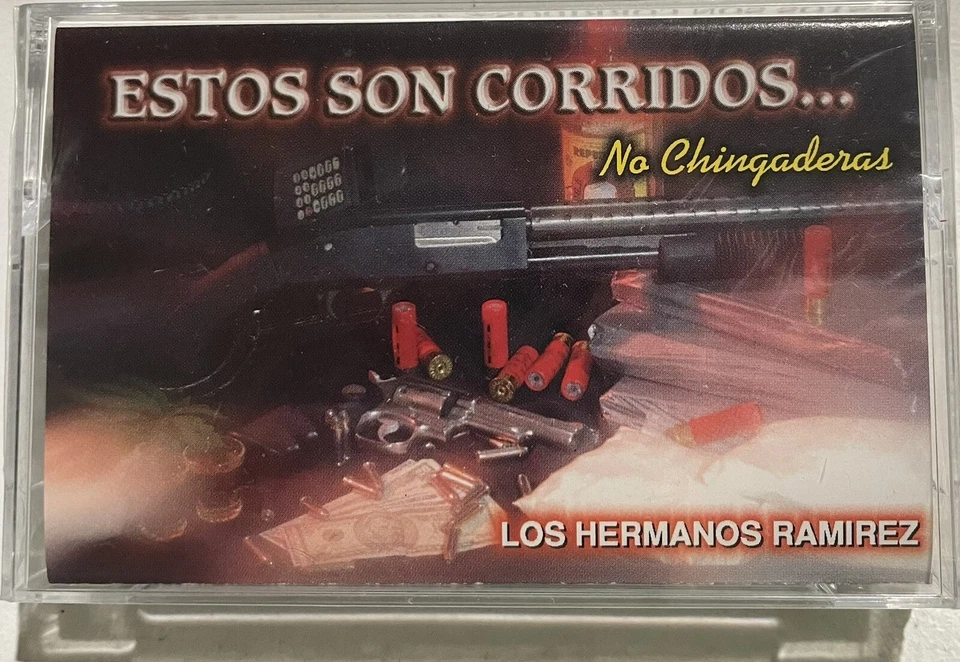 ESTOS SON CORRIDOS...
No Chingaderas
LOS HERMANOS RAMIREZ